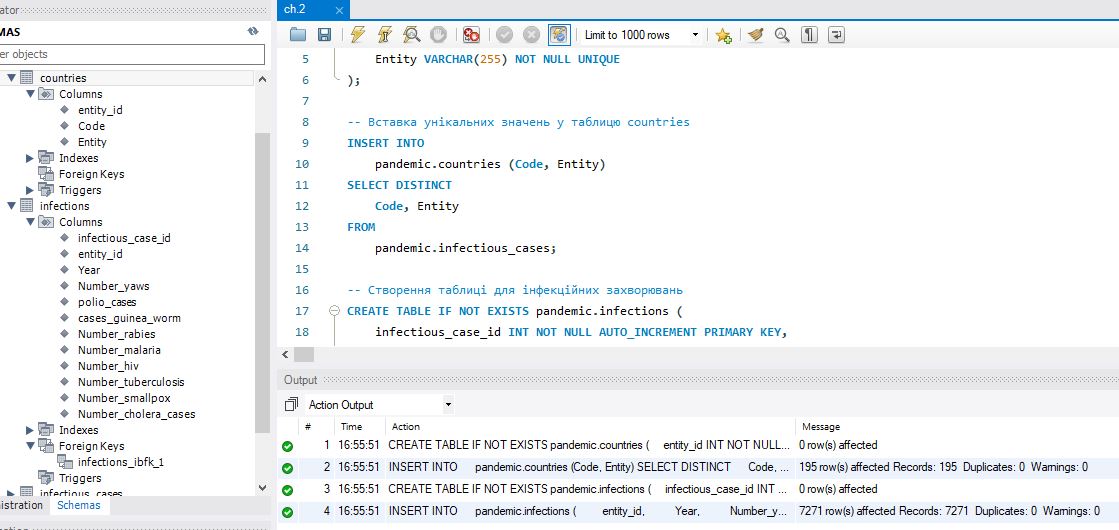 ator
ch.2 ×
MAS
er objects
countries
Columns
entity_id
Code
Entity
Indexes
Foreign Keys
Triggers
infections
Columns
infectious_case_id
entity_id
Year
Number_yaws
polio_cases
cases_guinea_worm
Number_rabies
Number_malaria
Number_hiv
Number_tuberculosis
Number_smallpox
Number_cholera_cases
Indexes
Foreign Keys
infections_ibfk_1
Triggers
infectious_cases
istration Schemas
Limit to 1000 rows
5 Entity VARCHAR(255) NOT NULL UNIQUE
6 );
7
8 -- Вставка унікальних значень у таблицю countries
9 INSERT INTO
10 pandemic.countries (Code, Entity)
11 SELECT DISTINCT
12 Code, Entity
13 FROM
14 pandemic.infectious_cases;
15
16 -- Створення таблиці для інфекційних захворювань
17 CREATE TABLE IF NOT EXISTS pandemic.infections (
18 infectious_case_id INT NOT NULL AUTO_INCREMENT PRIMARY KEY,
Output
Action Output
# Time Action Message
1 16:55:51 CREATE TABLE IF NOT EXISTS pandemic.countries ( entity_id INT NOT NULL... 0 row(s) affected
2 16:55:51 INSERT INTO pandemic.countries (Code, Entity) SELECT DISTINCT Code, ... 195 row(s) affected Records: 195 Duplicates: 0 Warnings: 0
3 16:55:51 CREATE TABLE IF NOT EXISTS pandemic.infections ( infectious_case_id INT ... 0 row(s) affected
4 16:55:51 INSERT INTO pandemic.infections ( entity_id, Year, Number_y... 7271 row(s) affected Records: 7271 Duplicates: 0 Warnings: 0